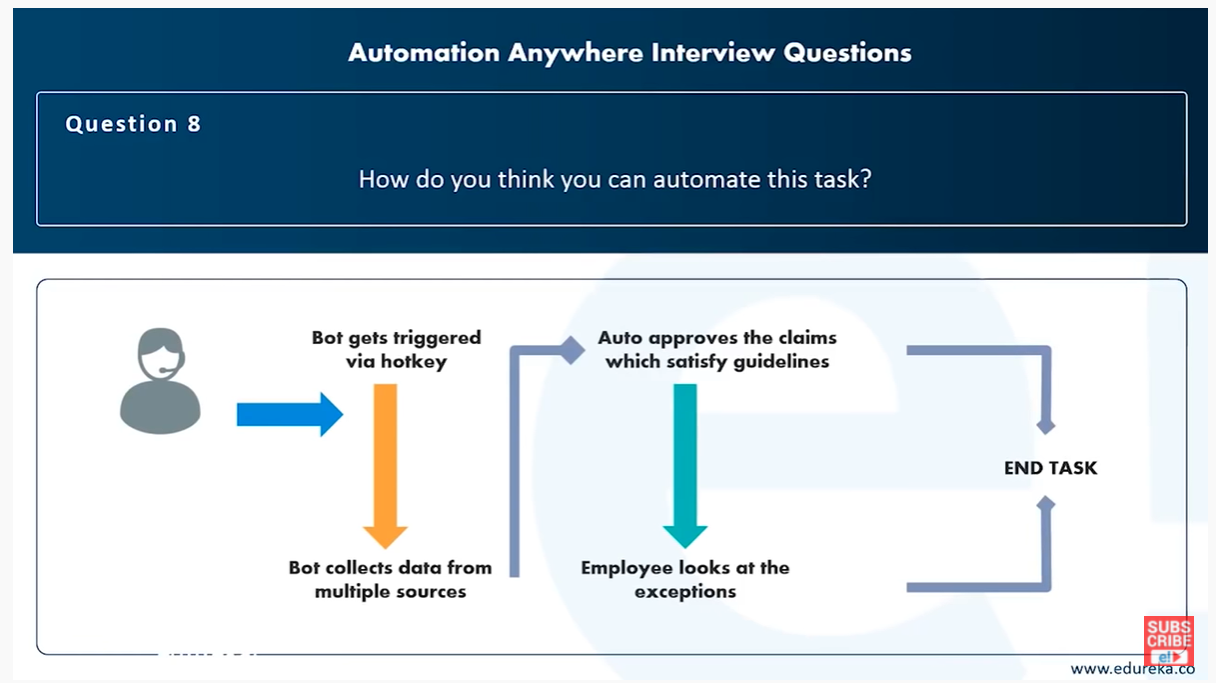 Automation Anywhere Interview Questions
Question 8
How do you think you can automate this task?
Bot gets triggered
via hotkey
Auto approves the claims
which satisfy guidelines
END TASK
Bot collects data from
multiple sources
Employee looks at the
exceptions
SUBS
CRIBE
e!
www.edureka.co